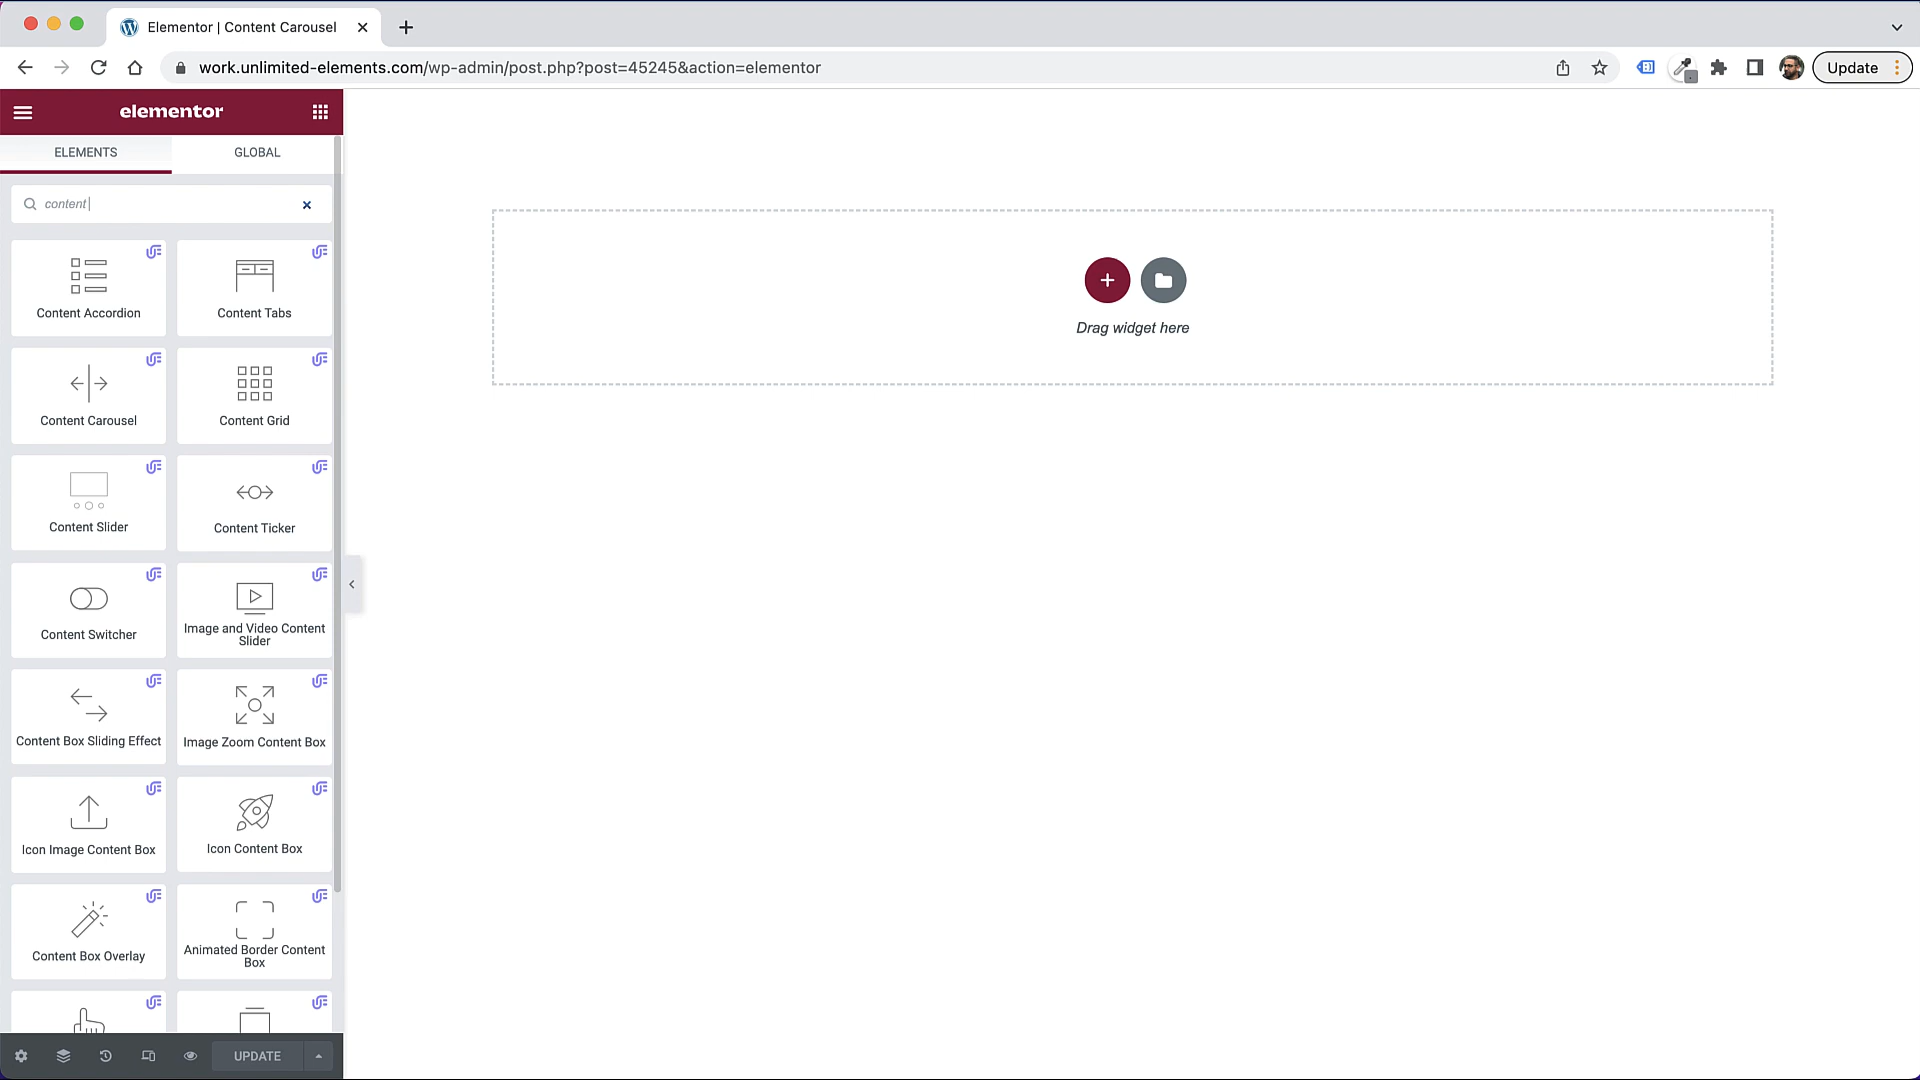 Elementor | Content Carousel
work.unlimited-elements.com/wp-admin/post.php?post=45245&action=elementor
Update
elementor
ELEMENTS
GLOBAL
content
Content Accordion
Content Tabs
Content Carousel
Content Grid
Content Slider
Content Ticker
Content Switcher
Image and Video Content
Slider
Content Box Sliding Effect
Image Zoom Content Box
Icon Image Content Box
Icon Content Box
Content Box Overlay
Animated Border Content
Box
UPDATE
Drag widget here